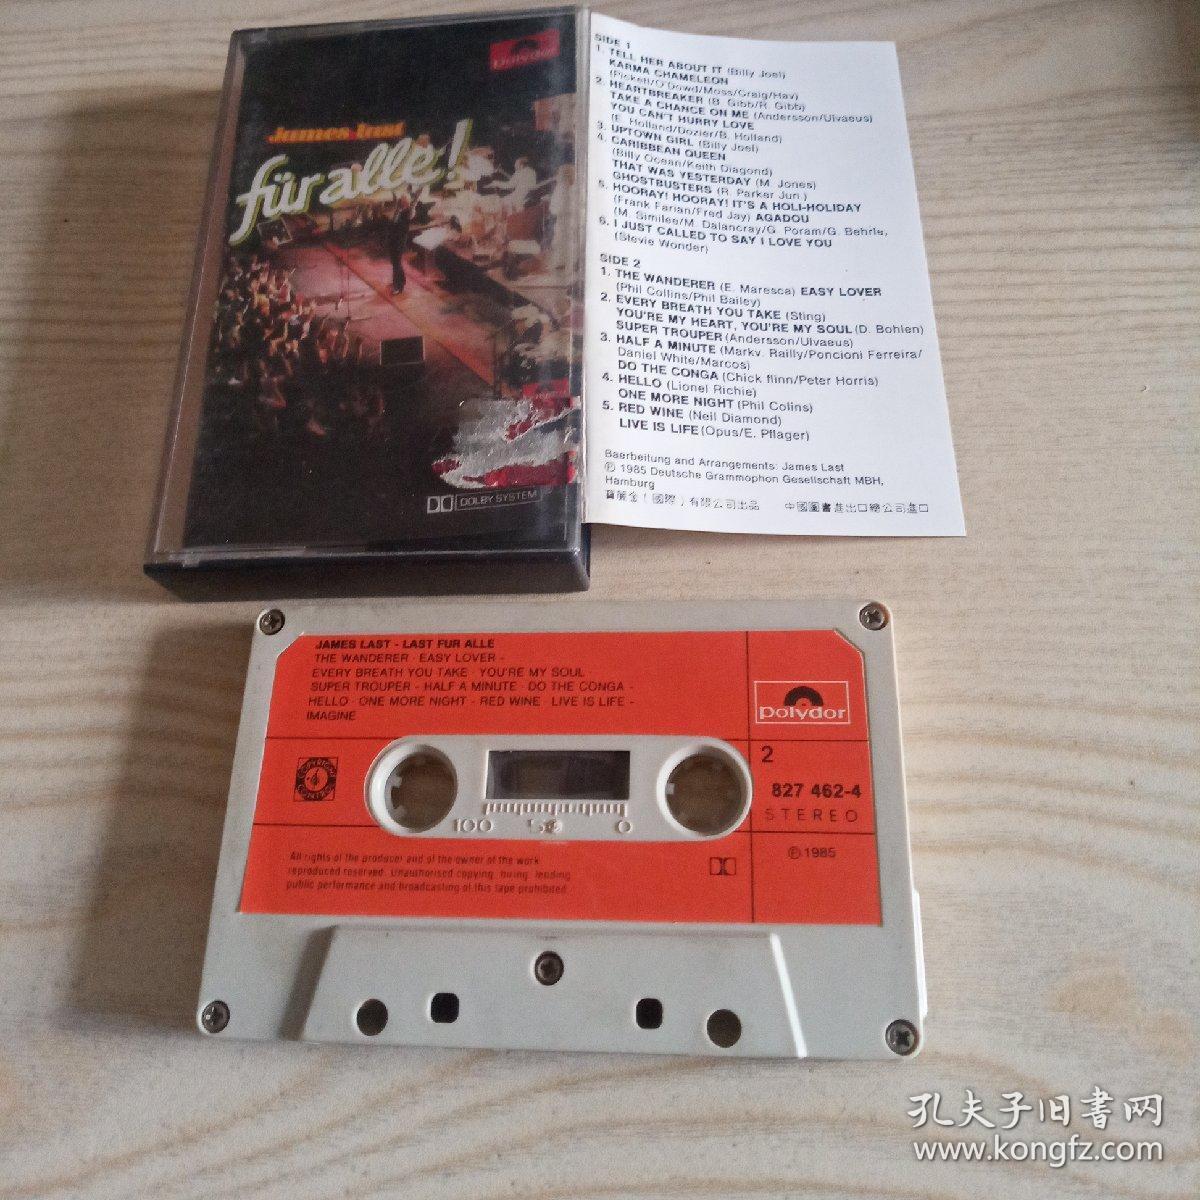 polydor
James Last
für alle!
DOLBY SYSTEM
SIDE 1
1. TELL HER ABOUT IT (Billy Joel)
KARMA CHAMELEON
(Pickett/O'Dowd/Moss/Craig/Hav)
2. HEARTBREAKER (B. Gibb/R. Gibb)
TAKE A CHANCE ON ME (Andersson/Ulvaeus)
YOU CAN'T HURRY LOVE
(E. Holland/Dozier/B. Holland)
3. UPTOWN GIRL (Billy Joel)
4. CARIBBEAN QUEEN
(Billy Ocean/Keith Diagond)
THAT WAS YESTERDAY (M. Jones)
GHOSTBUSTERS (R. Parker Jun.)
5. HOORAY! HOORAY! IT'S A HOLI-HOLIDAY
(Frank Farian/Fred Jay) AGADOU
(M. Similee/M. Dalancray/G. Poram/G. Behrle,
6. I JUST CALLED TO SAY I LOVE YOU
(Stevie Wonder)
SIDE 2
1. THE WANDERER (E. Maresca) EASY LOVER
(Phil Collins/Phil Bailey)
2. EVERY BREATH YOU TAKE (Sting)
YOU'RE MY HEART, YOU'RE MY SOUL (D. Bohlen)
SUPER TROUPER (Andersson/Ulvaeus)
3. HALF A MINUTE (Markv. Railly/Poncioni Ferreira/
Daniel White/Marcos)
DO THE CONGA (Chick flinn/Peter Horris)
4. HELLO (Lionel Richie)
ONE MORE NIGHT (Phil Colins)
5. RED WINE (Neil Diamond)
LIVE IS LIFE (Opus/E. Pflager)
Baerbeitung and Arrangements: James Last
℗ 1985 Deutsche Grammophon Gesellschaft MBH,
Hamburg
寶麗金（國際）有限公司出品 中國圖書進出口總公司進口
JAMES LAST - LAST FUR ALLE
THE WANDERER · EASY LOVER -
EVERY BREATH YOU TAKE · YOU'RE MY SOUL
SUPER TROUPER - HALF A MINUTE · DO THE CONGA -
HELLO · ONE MORE NIGHT - RED WINE · LIVE IS LIFE -
IMAGINE
polydor
COPYRIGHT CONTROL
2
827 462-4
STEREO
100 50 0
All rights of the producer and of the owner of the work
reproduced reserved. Unauthorised copying, hiring, lending
public performance and broadcasting of this tape prohibited
℗ 1985
孔夫子旧书网
www.kongfz.com